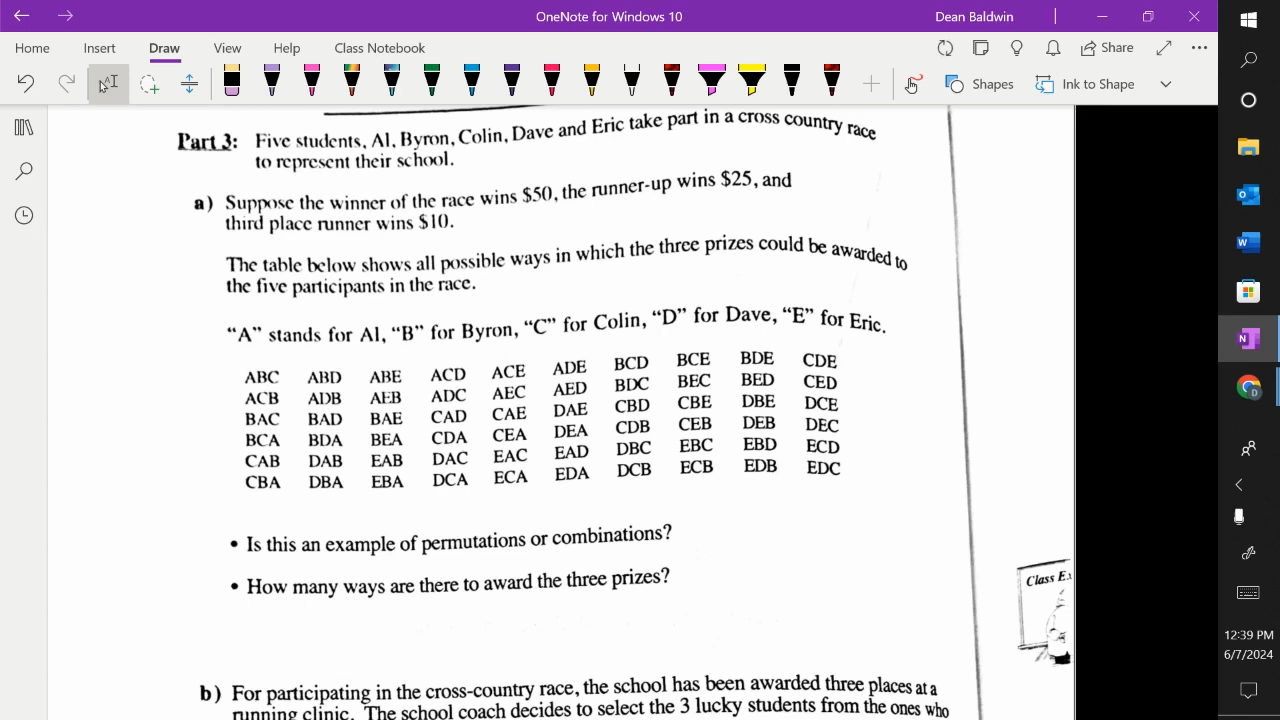 OneNote for Windows 10
Dean Baldwin
Home Insert Draw View Help Class Notebook
Share
Shapes
Ink to Shape
Part 3: Five students, Al, Byron, Colin, Dave and Eric take part in a cross country race
to represent their school.
a) Suppose the winner of the race wins $50, the runner-up wins $25, and
third place runner wins $10.
The table below shows all possible ways in which the three prizes could be awarded to
the five participants in the race.
"A" stands for Al, "B" for Byron, "C" for Colin, "D" for Dave, "E" for Eric.
ABC ABD ABE ACD ACE ADE BCD BCE BDE CDE
ACB ADB AEB ADC AEC AED BDC BEC BED CED
BAC BAD BAE CAD CAE DAE CBD CBE DBE DCE
BCA BDA BEA CDA CEA DEA CDB CEB DEB DEC
CAB DAB EAB DAC EAC EAD DBC EBC EBD ECD
CBA DBA EBA DCA ECA EDA DCB ECB EDB EDC
• Is this an example of permutations or combinations?
• How many ways are there to award the three prizes?
Class Ex
b) For participating in the cross-country race, the school has been awarded three places at a
running clinic. The school coach decides to select the 3 lucky students from the ones who
12:39 PM
6/7/2024